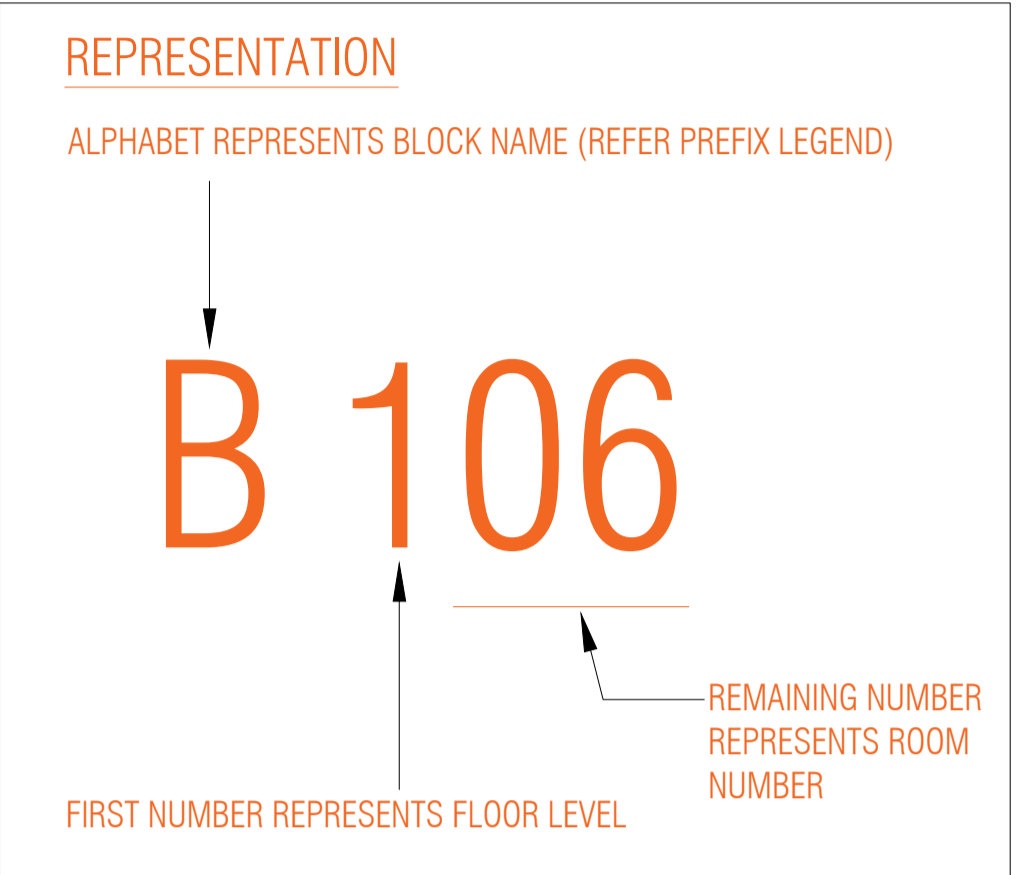 REPRESENTATION
ALPHABET REPRESENTS BLOCK NAME (REFER PREFIX LEGEND)
B 106
REMAINING NUMBER
REPRESENTS ROOM
NUMBER
FIRST NUMBER REPRESENTS FLOOR LEVEL